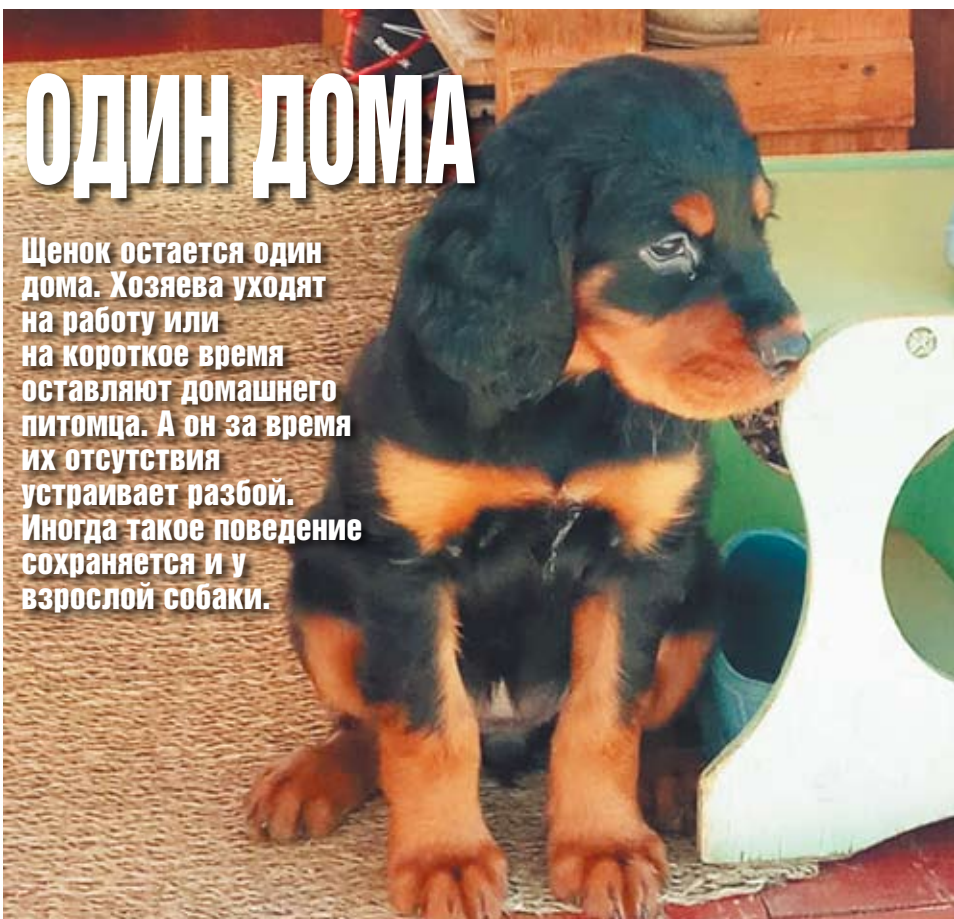 ОДИН ДОМА
Щенок остается один
дома. Хозяева уходят
на работу или
на короткое время
оставляют домашнего
питомца. А он за время
их отсутствия
устраивает разбой.
Иногда такое поведение
сохраняется и у
взрослой собаки.